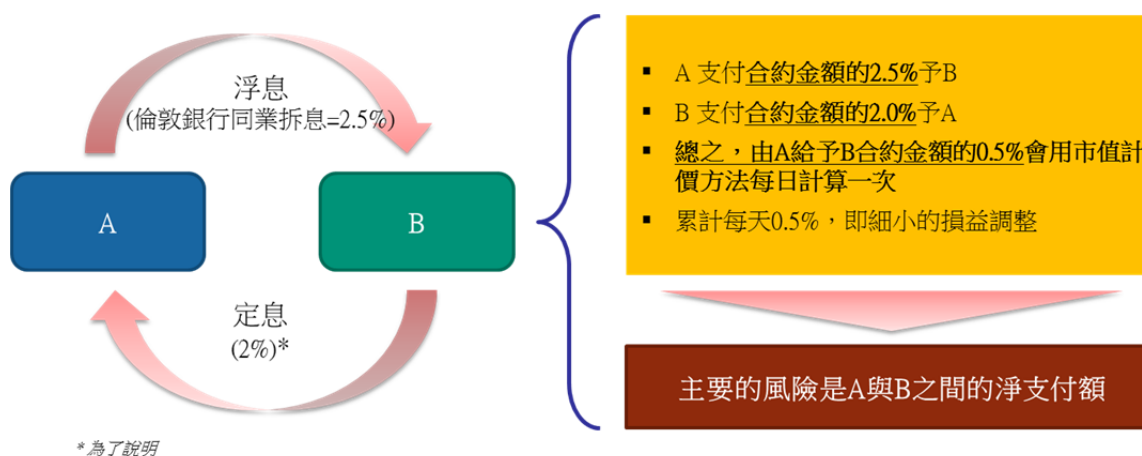 浮息
(倫敦銀行同業拆息=2.5%)
A
B
定息
(2%)*
* 為了說明
▪ A 支付合約金額的2.5%予B
▪ B 支付合約金額的2.0%予A
▪ 總之，由A給予B合約金額的0.5%會用市值計
價方法每日計算一次
▪ 累計每天0.5%，即細小的損益調整
主要的風險是A與B之間的淨支付額